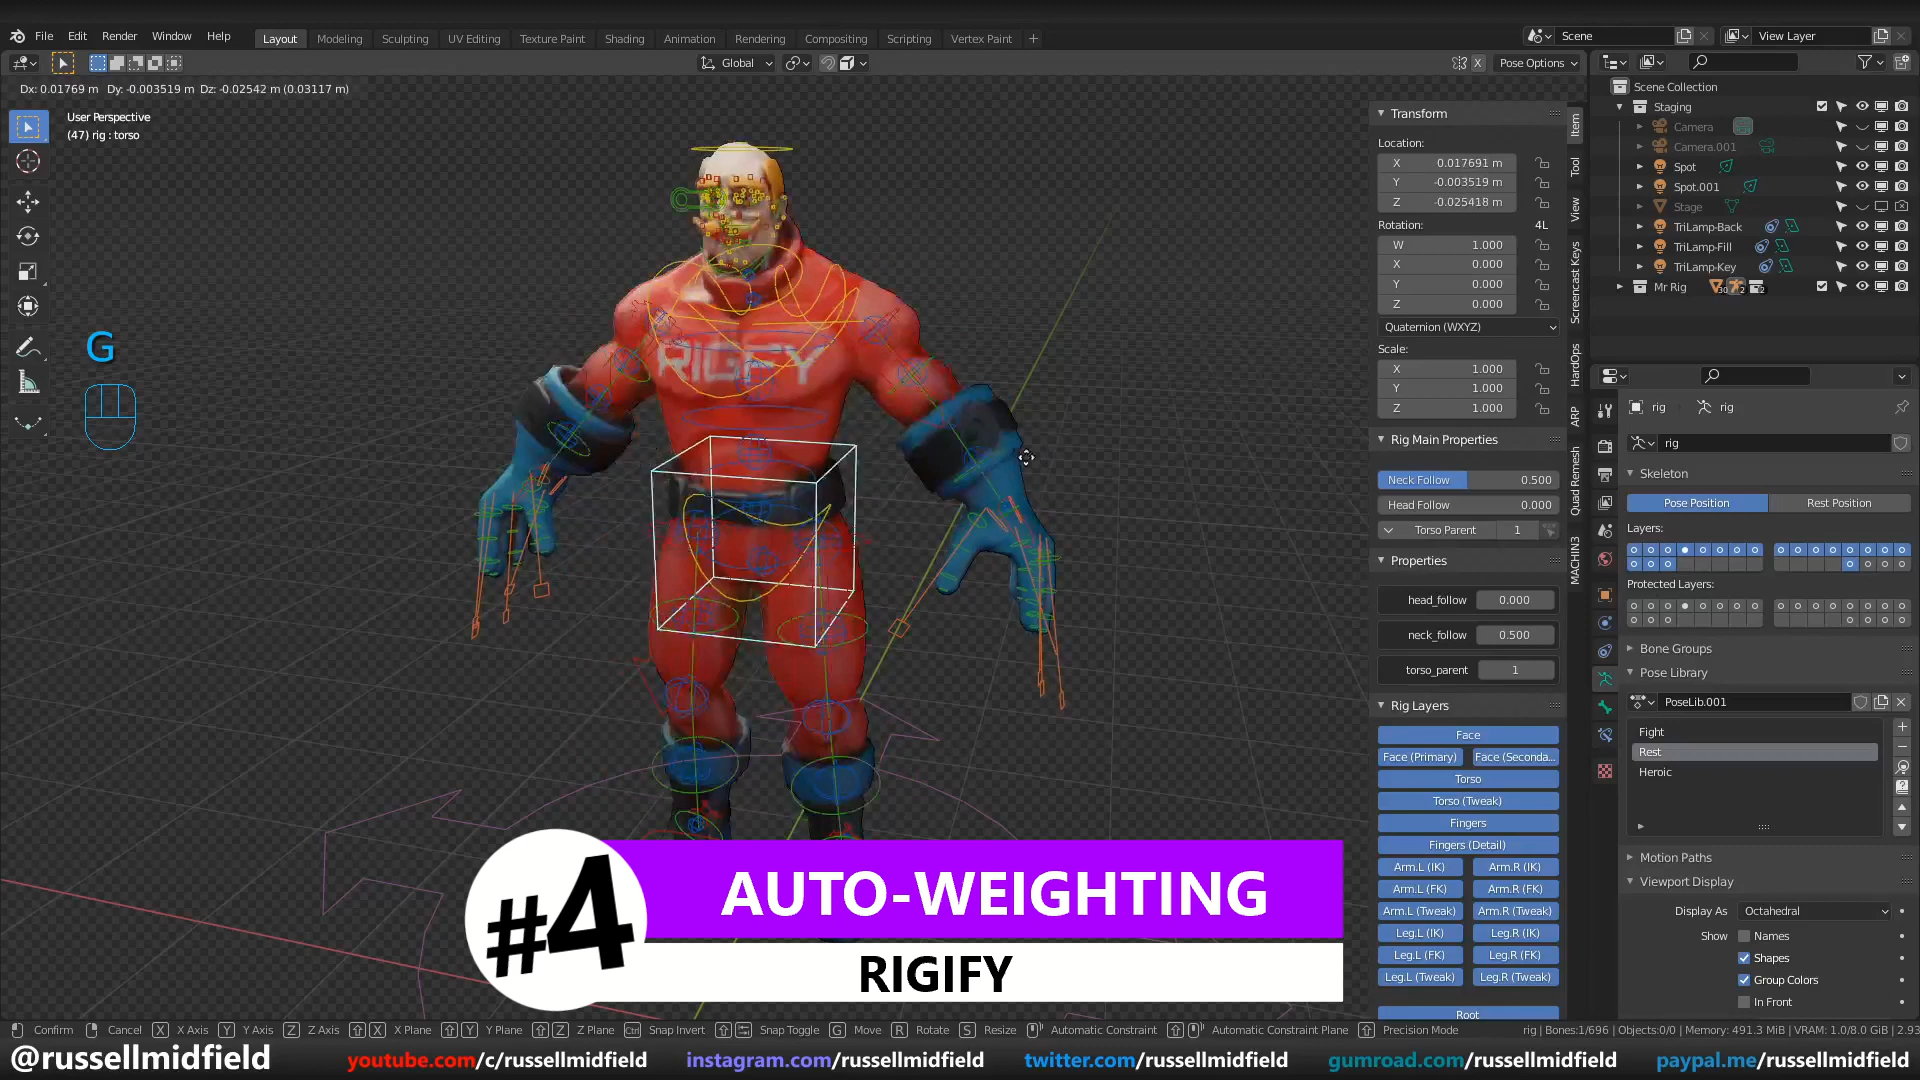 File Edit Render Window Help Layout Modeling Sculpting UV Editing Texture Paint Shading Animation Rendering Compositing Scripting Vertex Paint + Scene View Layer
Global X Pose Options
Dx: 0.01769 m Dy: -0.003519 m Dz: -0.02542 m (0.03117 m)
User Perspective
(47) rig : torso
G
RIGFY
Transform
Location:
X 0.017691 m
Y -0.003519 m
Z -0.025418 m
Rotation: 4L
W 1.000
X 0.000
Y 0.000
Z 0.000
Quaternion (WXYZ)
Scale:
X 1.000
Y 1.000
Z 1.000
Rig Main Properties
Neck Follow 0.500
Head Follow 0.000
Torso Parent 1
Properties
head_follow 0.000
neck_follow 0.500
torso_parent 1
Rig Layers
Face
Face (Primary) Face (Seconda...
Torso
Torso (Tweak)
Fingers
Fingers (Detail)
Arm.L (IK) Arm.R (IK)
Arm.L (FK) Arm.R (FK)
Arm.L (Tweak) Arm.R (Tweak)
Leg.L (IK) Leg.R (IK)
Leg.L (FK) Leg.R (FK)
Leg.L (Tweak) Leg.R (Tweak)
Root
Item
Tool
View
Screencast Keys
HardOps
ARP
Quad Remesh
MACHIN3
Scene Collection
Staging
Camera
Camera.001
Spot
Spot.001
Stage
TriLamp-Back
TriLamp-Fill
TriLamp-Key
Mr Rig 30 2 2
rig rig
rig
Skeleton
Pose Position Rest Position
Layers:
Protected Layers:
Bone Groups
Pose Library
PoseLib.001
Fight
Rest
Heroic
Motion Paths
Viewport Display
Display As Octahedral
Show Names
Shapes
Group Colors
In Front
#4 AUTO-WEIGHTING
RIGIFY
Confirm Cancel X X Axis Y Y Axis Z Z Axis X X Plane Y Y Plane Z Z Plane Ctrl Snap Invert Snap Toggle G Move R Rotate S Resize Automatic Constraint Automatic Constraint Plane Precision Mode rig | Bones:1/696 | Objects:0/0 | Memory: 491.3 MiB | VRAM: 1.0/8.0 GiB | 2.93
@russellmidfield youtube.com/c/russellmidfield instagram.com/russellmidfield twitter.com/russellmidfield gumroad.com/russellmidfield paypal.me/russellmidfield